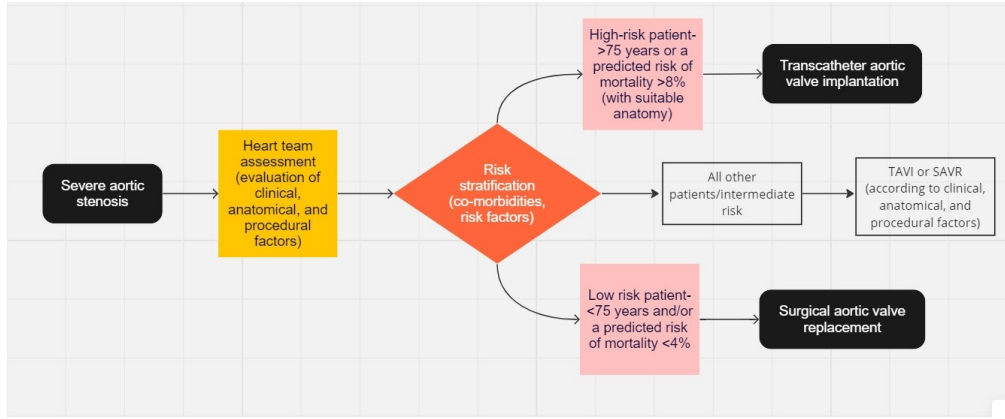 Severe aortic
stenosis
Heart team
assessment
(evaluation of
clinical,
anatomical, and
procedural
factors)
Risk
stratification
(co-morbidities,
risk factors)
High-risk patient-
>75 years or a
predicted risk of
mortality >8%
(with suitable
anatomy)
Transcatheter aortic
valve implantation
All other
patients/intermediate
risk
TAVI or SAVR
(according to clinical,
anatomical, and
procedural factors)
Low risk patient-
<75 years and/or
a predicted risk
of mortality <4%
Surgical aortic valve
replacement